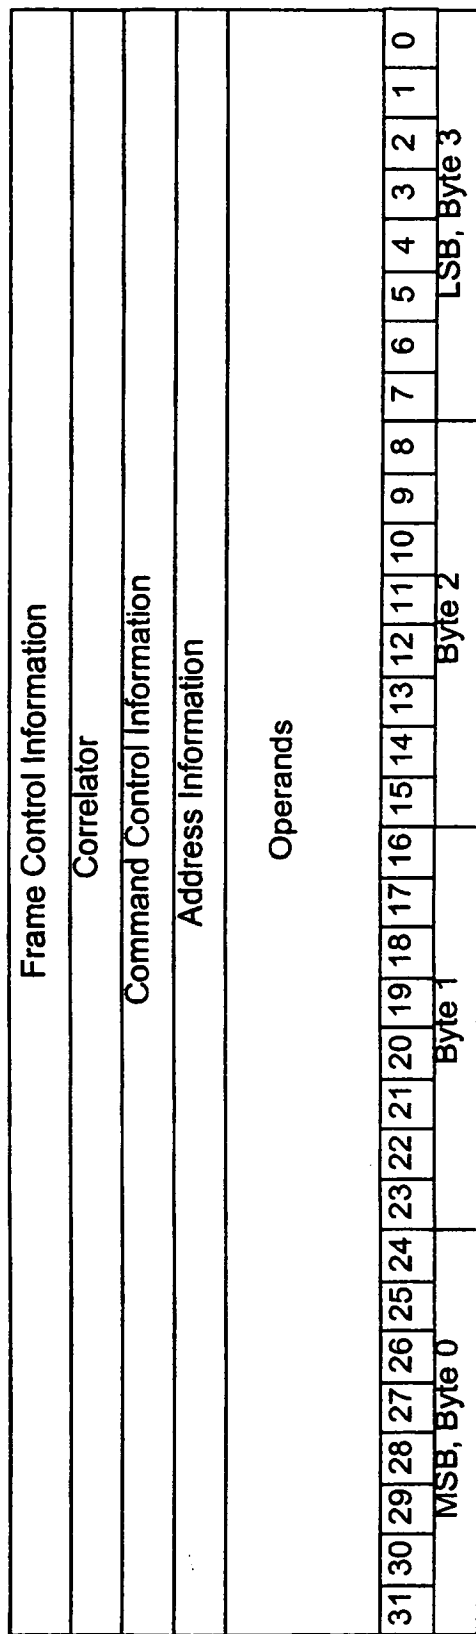 Frame Control Information
Correlator
Command Control Information
Address Information
Operands
31 30 29 28 27 26 25 24 23 22 21 20 19 18 17 16 15 14 13 12 11 10 9 8 7 6 5 4 3 2 1 0
MSB, Byte 0 Byte 1 Byte 2 LSB, Byte 3